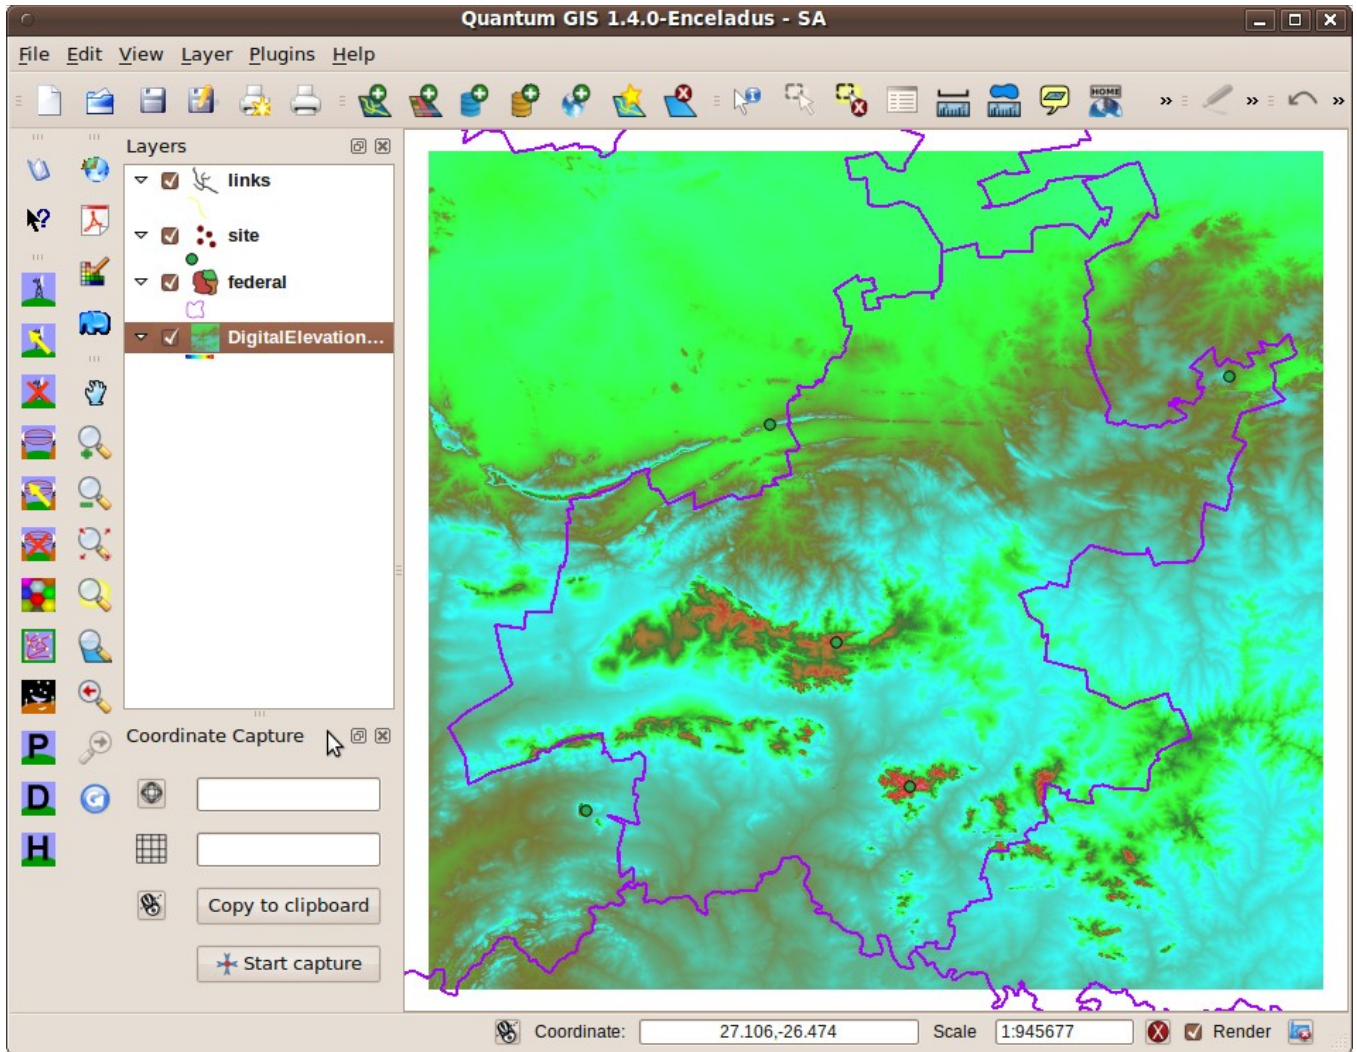 Quantum GIS 1.4.0-Enceladus - SA
File Edit View Layer Plugins Help
HOME
Layers
links
site
federal
DigitalElevation...
P
D
H
Coordinate Capture
Copy to clipboard
Start capture
Coordinate: 27.106,-26.474 Scale 1:945677 Render